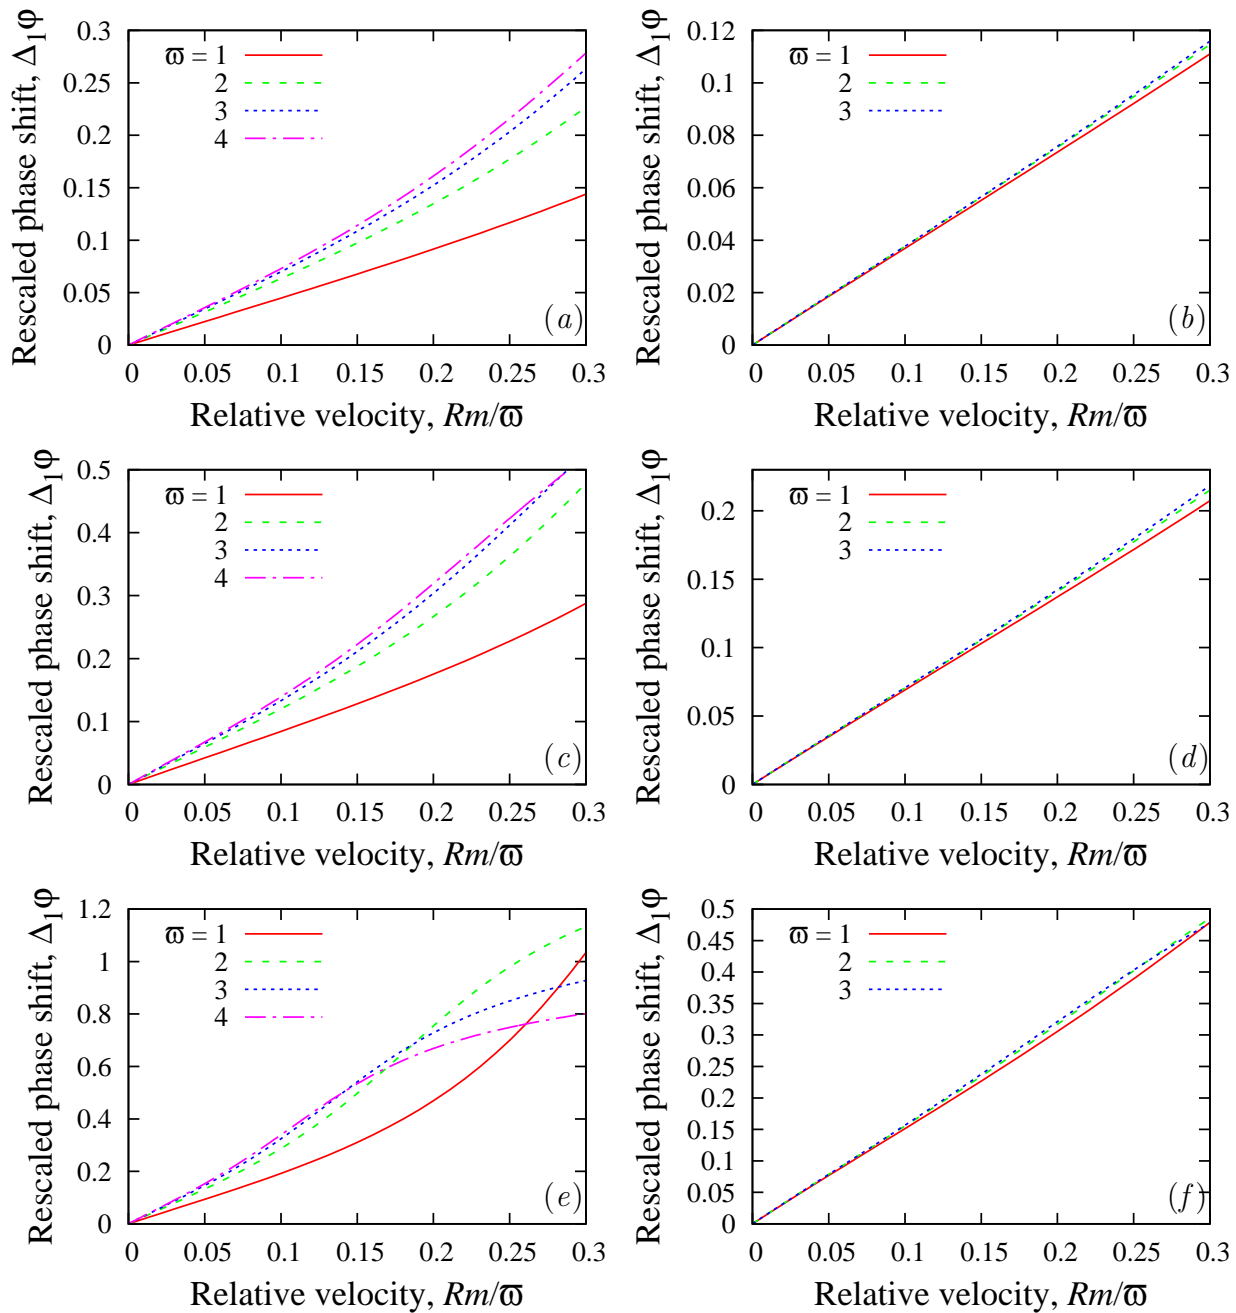 Rescaled phase shift, Δ₁φ
0.3
0.25
0.2
0.15
0.1
0.05
0
ϖ = 1
2
3
4
(a)
0 0.05 0.1 0.15 0.2 0.25 0.3
Relative velocity, Rm/ϖ
Rescaled phase shift, Δ₁φ
0.12
0.1
0.08
0.06
0.04
0.02
0
ϖ = 1
2
3
(b)
0 0.05 0.1 0.15 0.2 0.25 0.3
Relative velocity, Rm/ϖ
Rescaled phase shift, Δ₁φ
0.5
0.4
0.3
0.2
0.1
0
ϖ = 1
2
3
4
(c)
0 0.05 0.1 0.15 0.2 0.25 0.3
Relative velocity, Rm/ϖ
Rescaled phase shift, Δ₁φ
0.2
0.15
0.1
0.05
0
ϖ = 1
2
3
(d)
0 0.05 0.1 0.15 0.2 0.25 0.3
Relative velocity, Rm/ϖ
Rescaled phase shift, Δ₁φ
1.2
1
0.8
0.6
0.4
0.2
0
ϖ = 1
2
3
4
(e)
0 0.05 0.1 0.15 0.2 0.25 0.3
Relative velocity, Rm/ϖ
Rescaled phase shift, Δ₁φ
0.5
0.45
0.4
0.35
0.3
0.25
0.2
0.15
0.1
0.05
0
ϖ = 1
2
3
(f)
0 0.05 0.1 0.15 0.2 0.25 0.3
Relative velocity, Rm/ϖ